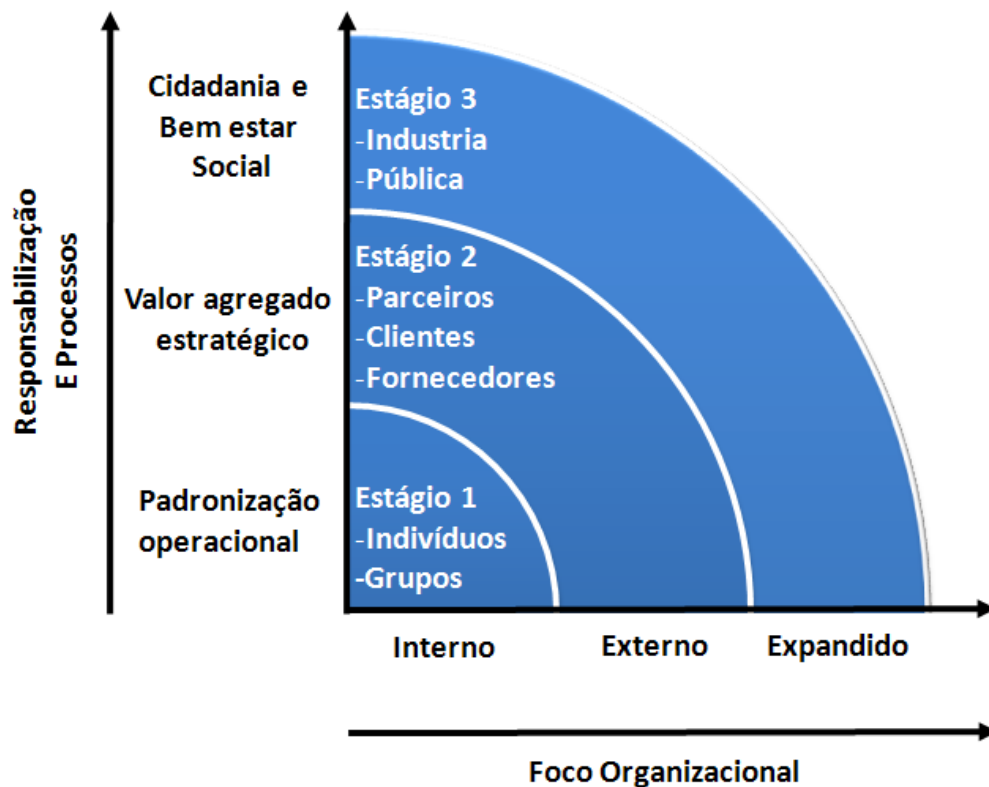 Responsabilização
E Processos
Cidadania e
Bem estar
Social
Valor agregado
estratégico
Padronização
operacional
Estágio 3
-Industria
-Pública
Estágio 2
-Parceiros
-Clientes
-Fornecedores
Estágio 1
-Indivíduos
-Grupos
Interno
Externo
Expandido
Foco Organizacional